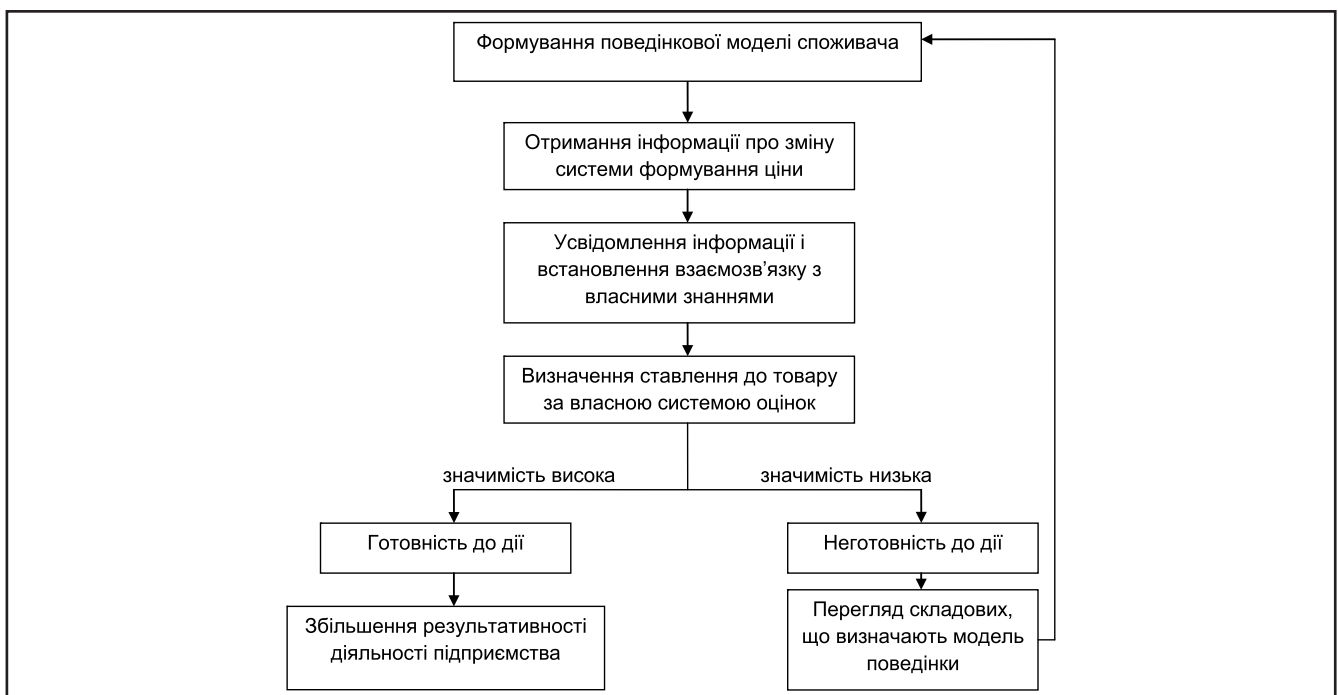 Формування поведінкової моделі споживача
Отримання інформації про зміну
системи формування ціни
Усвідомлення інформації і
встановлення взаємозв’язку з
власними знаннями
Визначення ставлення до товару
за власною системою оцінок
значимість висока
значимість низька
Готовність до дії
Неготовність до дії
Збільшення результативності
діяльності підприємства
Перегляд складових,
що визначають модель
поведінки